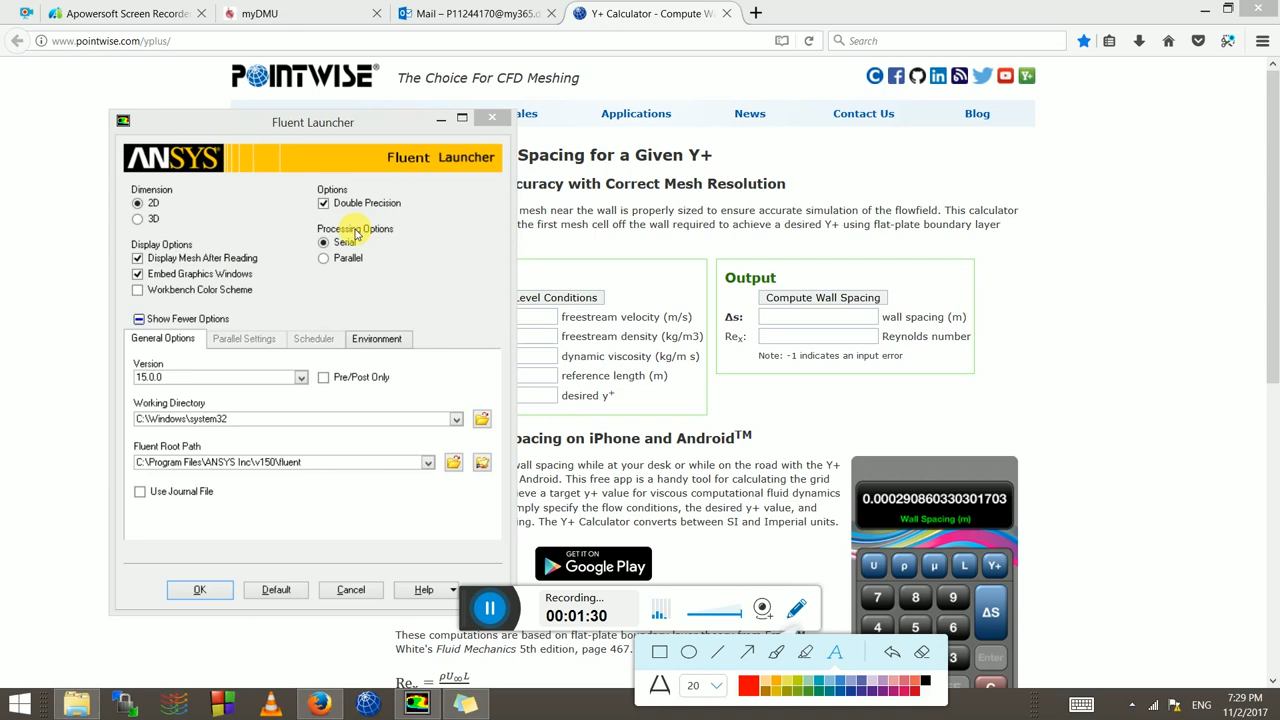 Apowersoft Screen Recorder
myDMU
Mail – P11244170@my365.d
Y+ Calculator - Compute W
www.pointwise.com/yplus/
Search
POINTWISE
The Choice For CFD Meshing
Y+
ales
Applications
News
Contact Us
Blog
Fluent Launcher
ANSYS
Fluent Launcher
Dimension
2D
3D
Options
Double Precision
Processing Options
Serial
Parallel
Display Options
Display Mesh After Reading
Embed Graphics Windows
Workbench Color Scheme
Show Fewer Options
General Options
Parallel Settings
Scheduler
Environment
Version
15.0.0
Pre/Post Only
Working Directory
C:\Windows\system32
Fluent Root Path
C:\Program Files\ANSYS Inc\v150\fluent
Use Journal File
OK
Default
Cancel
Help
Spacing for a Given Y+
curacy with Correct Mesh Resolution
mesh near the wall is properly sized to ensure accurate simulation of the flowfield. This calculator
the first mesh cell off the wall required to achieve a desired Y+ using flat-plate boundary layer
Level Conditions
freestream velocity (m/s)
freestream density (kg/m3)
dynamic viscosity (kg/m s)
reference length (m)
desired y+
Output
Compute Wall Spacing
Δs:
wall spacing (m)
Rex:
Reynolds number
Note: -1 indicates an input error
pacing on iPhone and Android™
wall spacing while at your desk or while on the road with the Y+
Android. This free app is a handy tool for calculating the grid
ieve a target y+ value for viscous computational fluid dynamics
mply specify the flow conditions, the desired y+ value, and
ng. The Y+ Calculator converts between SI and Imperial units.
GET IT ON
Google Play
0.000290860330301703
Wall Spacing (m)
U ρ μ L Y+
7 8 9
ΔS
4 5 6
3 Enter
C
Recording...
00:01:30
These computations are based on flat-plate boundary layer theory from
White's Fluid Mechanics 5th edition, page 467.
Rex = ρU∞L
A
20
ENG
7:29 PM
11/2/2017